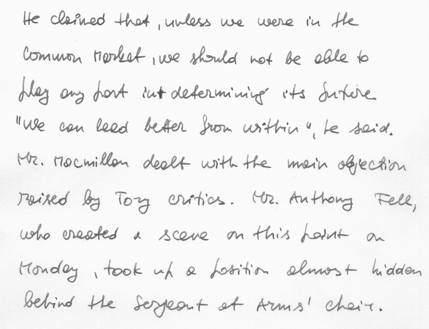 He claimed that, unless we were in the
Common Market, we should not be able to
play any part in determining its future.
"We can lead better from within", he said.
Mr. Macmillan dealt with the main objection
raised by Tory critics. Mr. Anthony Fell,
who created a scene on this point on
Monday, took up a position almost hidden
behind the Sergeant at Arms' chair.